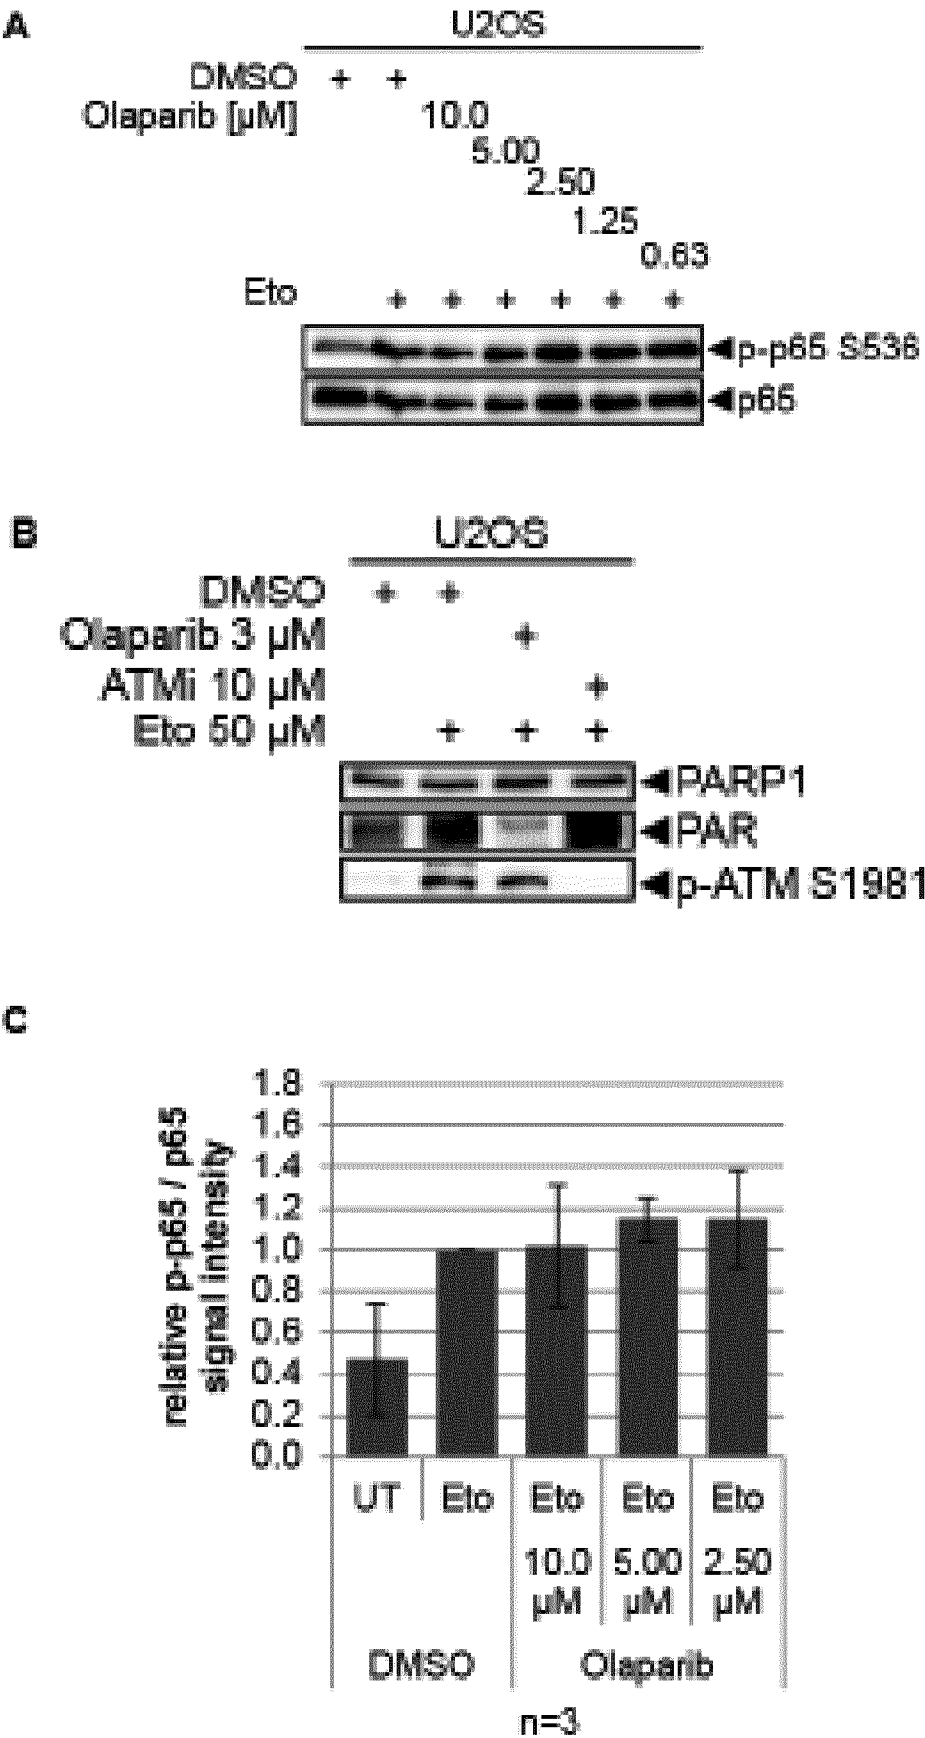 A
U2OS
DMSO + +
Olaparib [µM] 10.0
5.00
2.50
1.25
0.63
Eto + + + + + +
p-p65 S536
p65
B
U2OS
DMSO + +
Olaparib 3 µM +
ATMi 10 µM +
Eto 50 µM + + +
PARP1
PAR
p-ATM S1981
C
relative p-p65 / p65
signal intensity
1.8
1.6
1.4
1.2
1.0
0.8
0.6
0.4
0.2
0.0
UT Eto Eto Eto Eto
10.0 5.00 2.50
µM µM µM
DMSO Olaparib
n=3